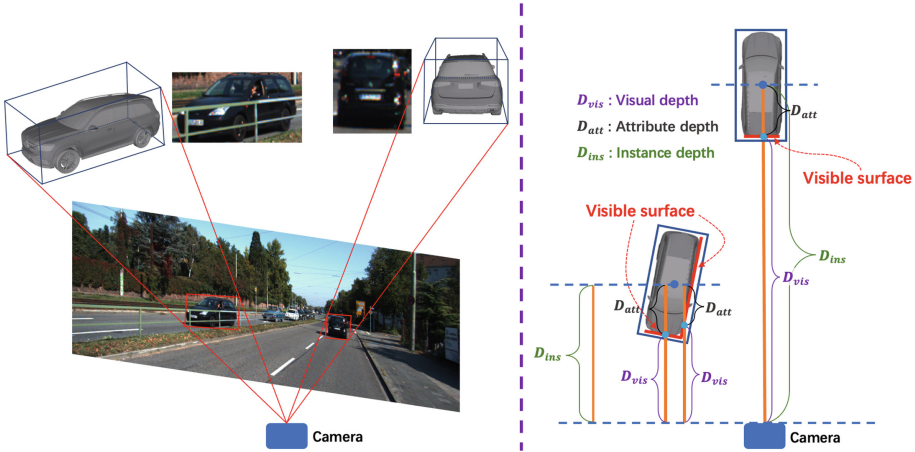 Camera
D_vis : Visual depth
D_att : Attribute depth
D_ins : Instance depth
D_att
Visible surface
Visible surface
D_ins
D_vis
D_att
D_att
D_ins
D_vis
D_vis
Camera